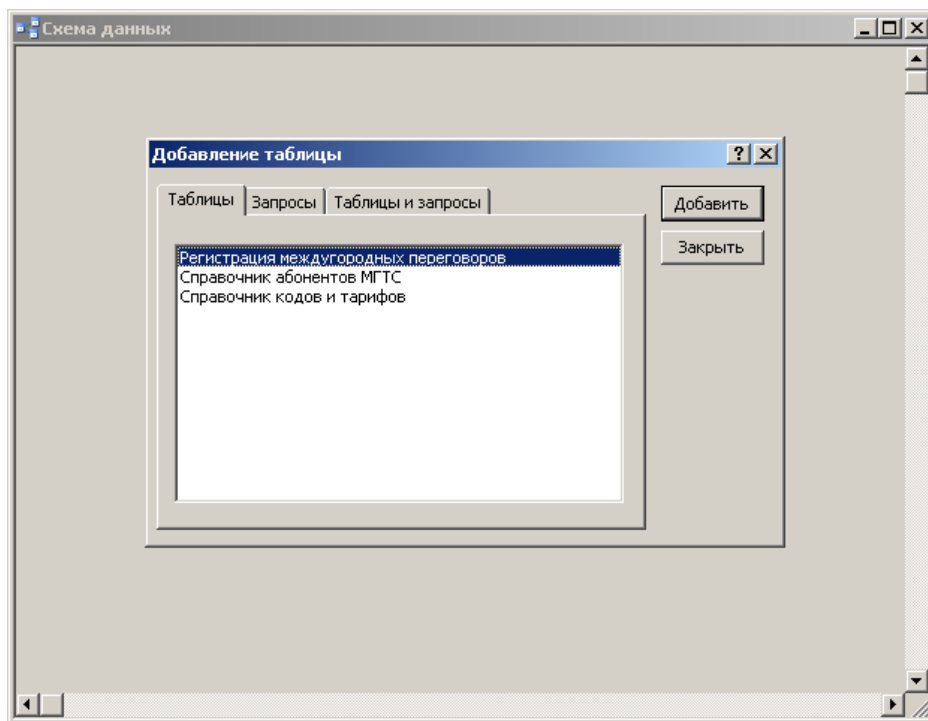 Схема данных
Добавление таблицы
Таблицы Запросы Таблицы и запросы
Добавить
Закрыть
Регистрация междугородных переговоров
Справочник абонентов МГТС
Справочник кодов и тарифов